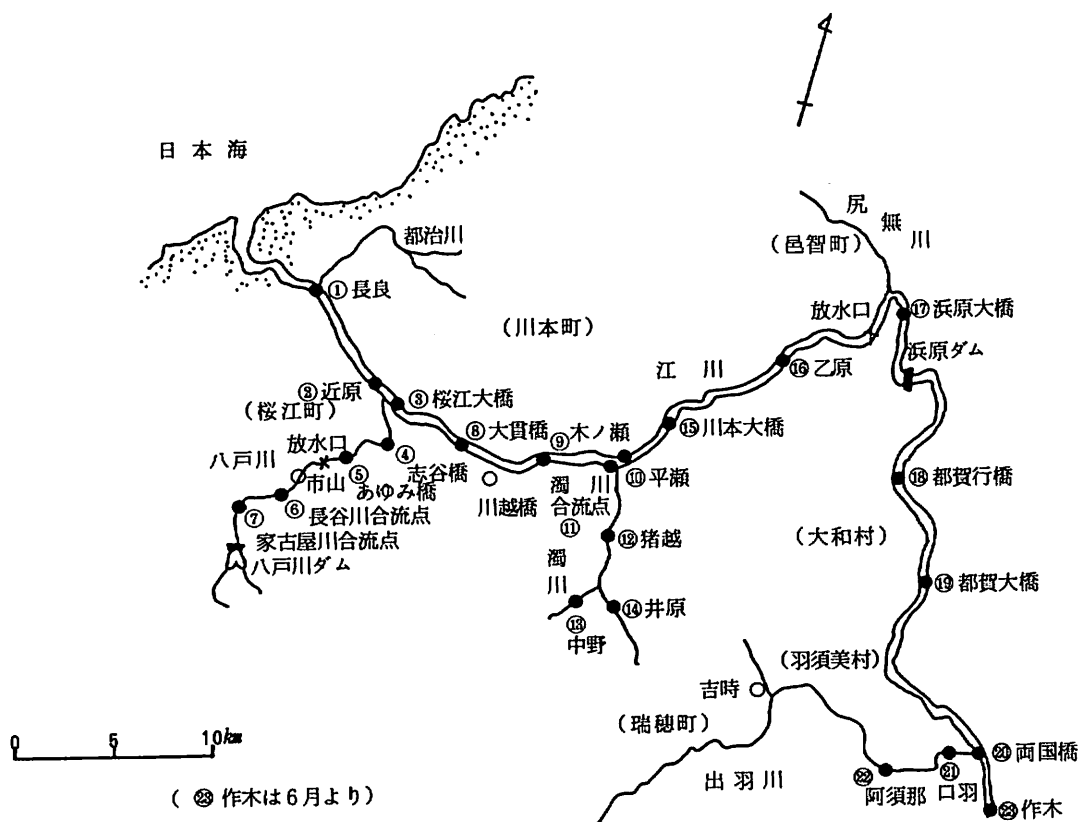 日本海
都治川
①長良
(川本町)
尻無川
(邑智町)
放水口
⑰浜原大橋
浜原ダム
江川
⑯乙原
②近原
③桜江大橋
(桜江町)
⑧大貫橋
⑨木ノ瀬
⑮川本大橋
放水口
八戸川
④志谷橋
⑤あゆみ橋
市山
川越橋
濁川合流点
⑪
⑩平瀬
⑱都賀行橋
⑥長谷川合流点
⑦家古屋川合流点
八戸川ダム
⑫猪越
(大和村)
濁川
⑲都賀大橋
⑬中野
⑭井原
(羽須美村)
吉時
(瑞穂町)
出羽川
⑳両国橋
㉑口羽
㉒阿須那
㉓作木
0 5 10km
(㉓作木は6月より)